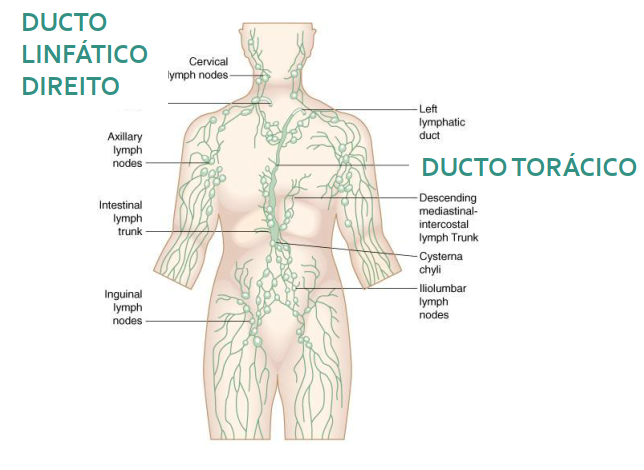 DUCTO
LINFÁTICO
DIREITO
Cervical
lymph nodes
Axillary
lymph
nodes
Intestinal
lymph
trunk
Inguinal
lymph
nodes
Left
lymphatic
duct
DUCTO TORÁCICO
Descending
mediastinal-
intercostal
lymph Trunk
Cysterna
chyli
Iliolumbar
lymph
nodes